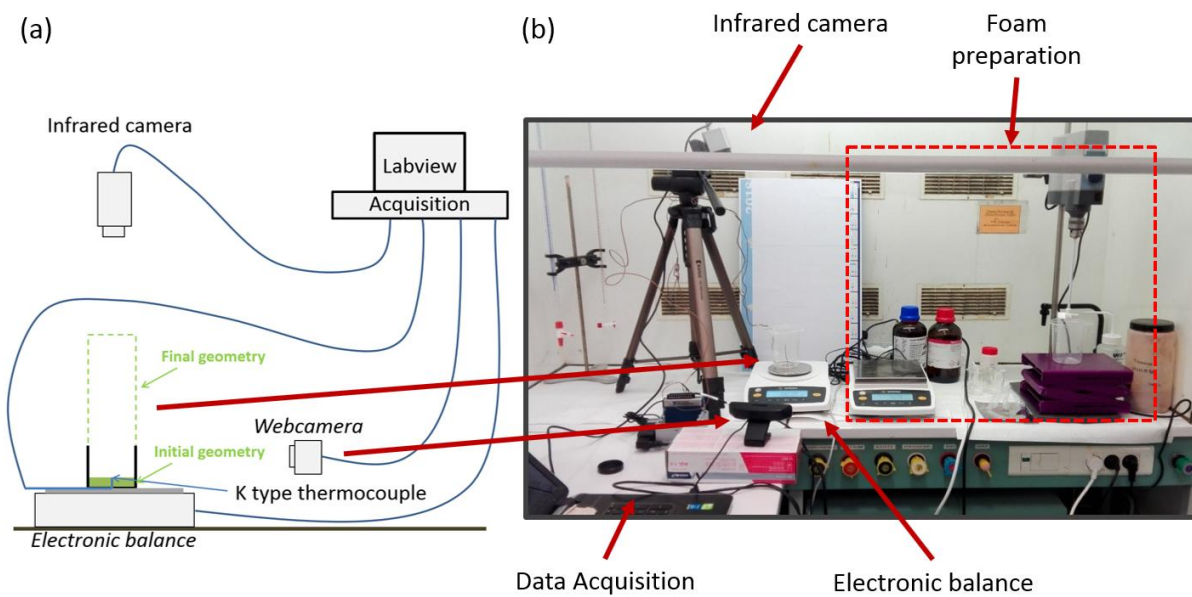 (a)
Infrared camera
Labview
Acquisition
Final geometry
Webcamera
Initial geometry
K type thermocouple
Electronic balance
(b)
Infrared camera
Foam
preparation
Data Acquisition
Electronic balance